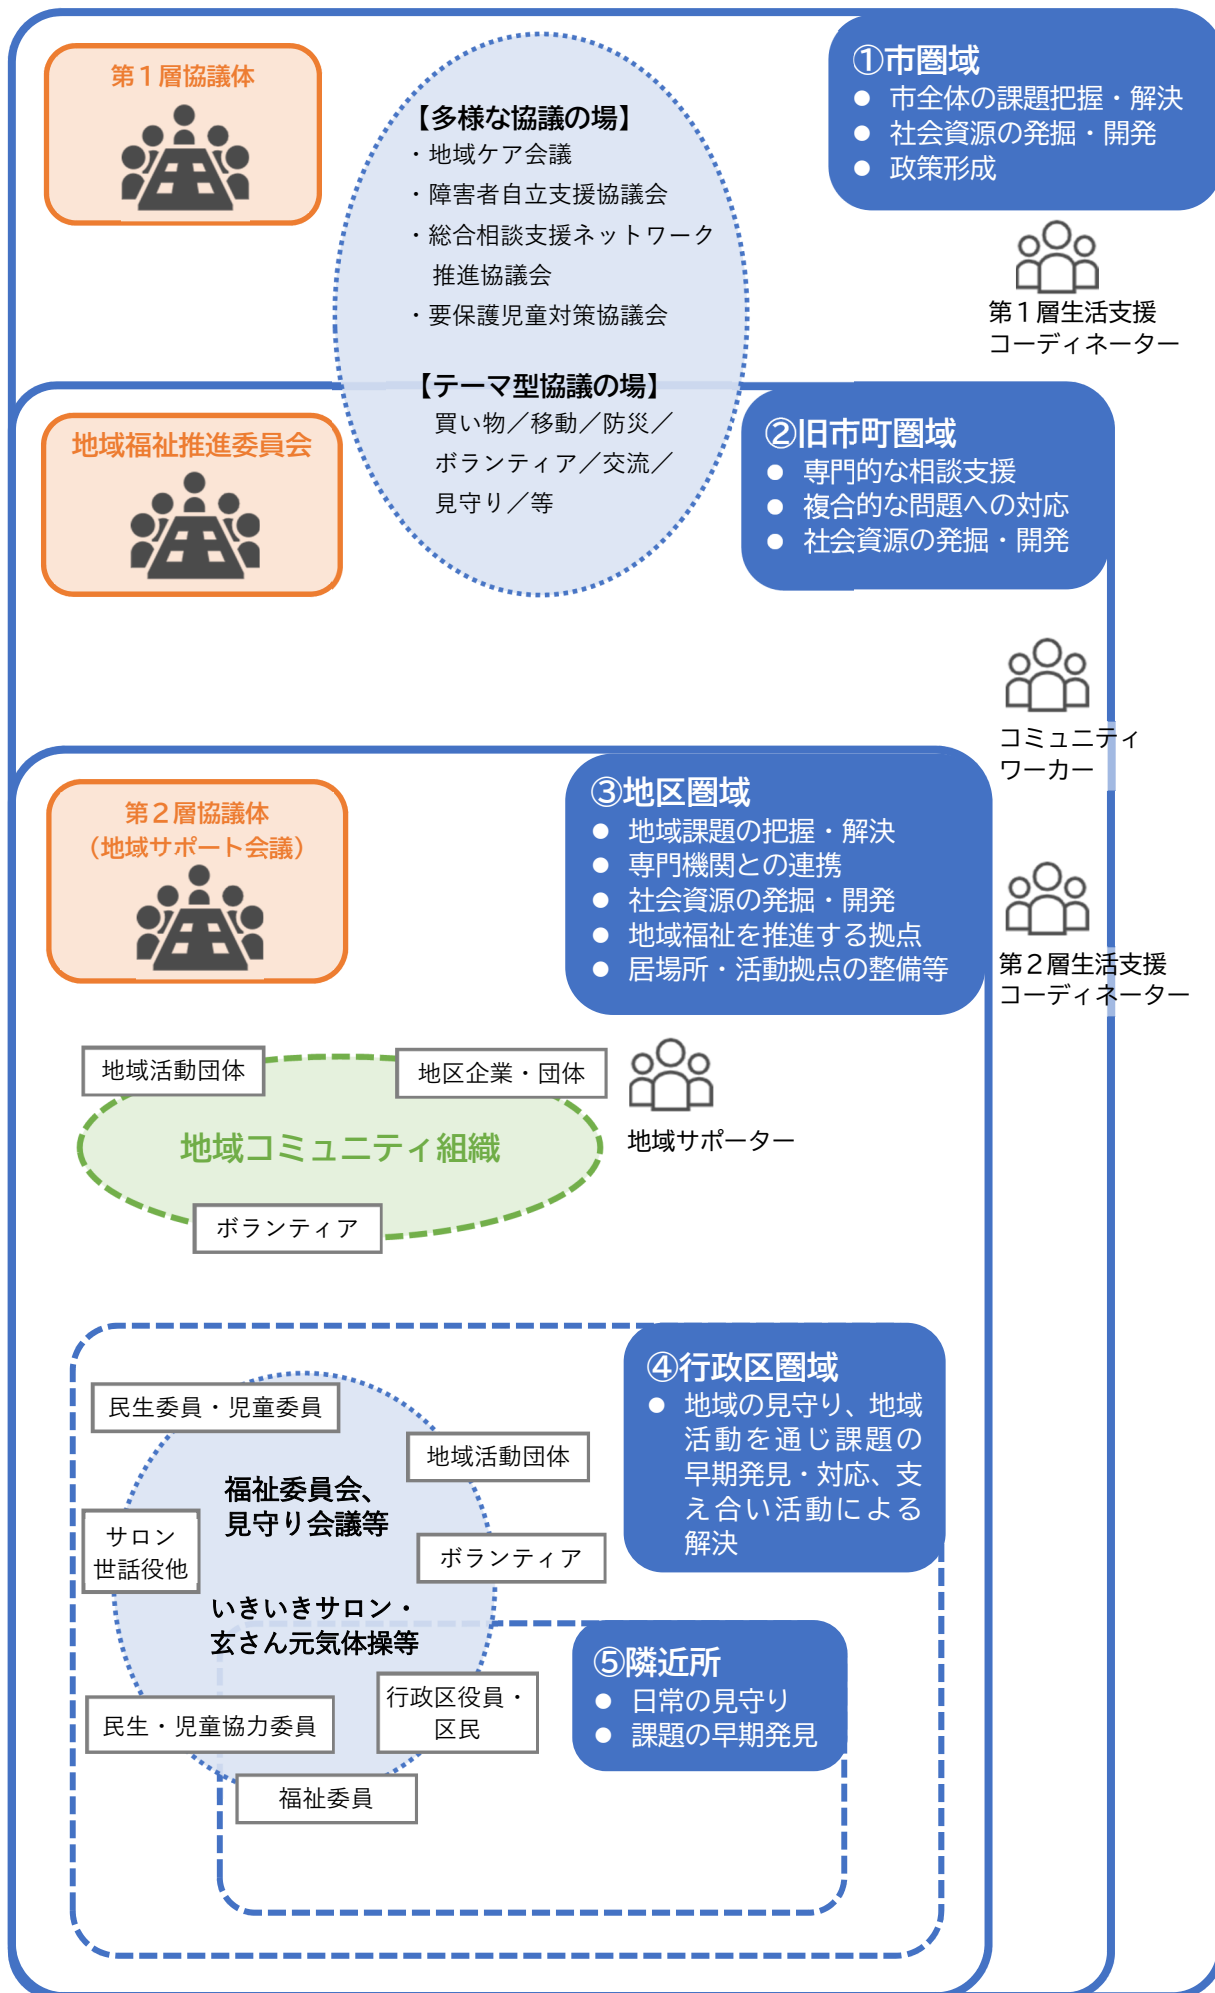 第１層協議体
【多様な協議の場】
・地域ケア会議
・障害者自立支援協議会
・総合相談支援ネットワーク
推進協議会
・要保護児童対策協議会
【テーマ型協議の場】
買い物／移動／防災／
ボランティア／交流／
見守り／等
①市圏域
● 市全体の課題把握・解決
● 社会資源の発掘・開発
● 政策形成
第１層生活支援
コーディネーター
地域福祉推進委員会
②旧市町圏域
● 専門的な相談支援
● 複合的な問題への対応
● 社会資源の発掘・開発
コミュニティ
ワーカー
第２層協議体
（地域サポート会議）
③地区圏域
● 地域課題の把握・解決
● 専門機関との連携
● 社会資源の発掘・開発
● 地域福祉を推進する拠点
● 居場所・活動拠点の整備等
第２層生活支援
コーディネーター
地域活動団体
地区企業・団体
地域コミュニティ組織
ボランティア
地域サポーター
④行政区圏域
● 地域の見守り、地域
活動を通じ課題の
早期発見・対応、支
え合い活動による
解決
民生委員・児童委員
地域活動団体
福祉委員会、
見守り会議等
サロン
世話役他
ボランティア
いきいきサロン・
玄さん元気体操等
⑤隣近所
● 日常の見守り
● 課題の早期発見
行政区役員・
区民
民生・児童協力委員
福祉委員